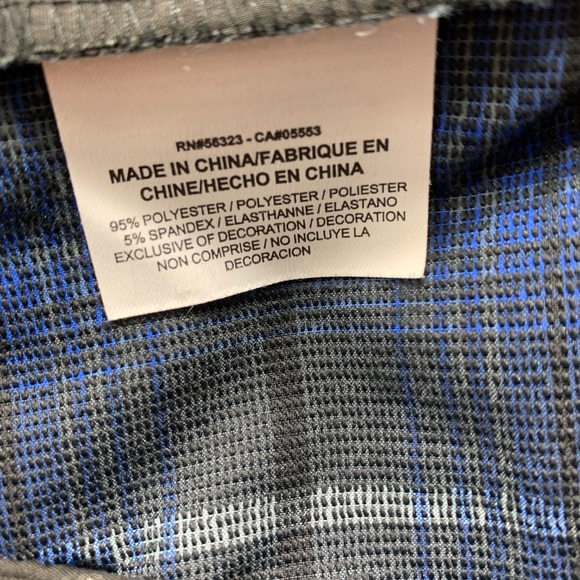 RN#56323 - CA#05553
MADE IN CHINA/FABRIQUE EN
CHINE/HECHO EN CHINA
95% POLYESTER / POLYESTER / POLIESTER
5% SPANDEX / ELASTHANNE / ELASTANO
EXCLUSIVE OF DECORATION / DECORATION
NON COMPRISE / NO INCLUYE LA
DECORACION